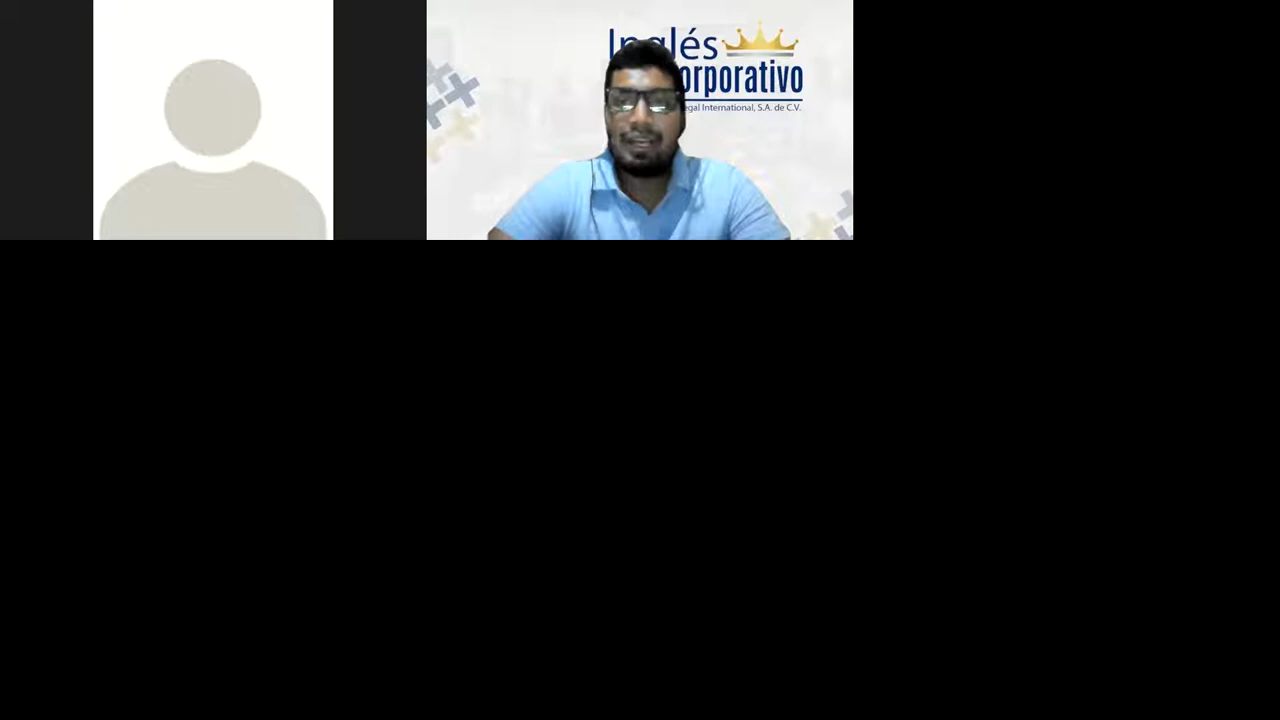 Inglés
orporativo
egal International, S.A. de C.V.